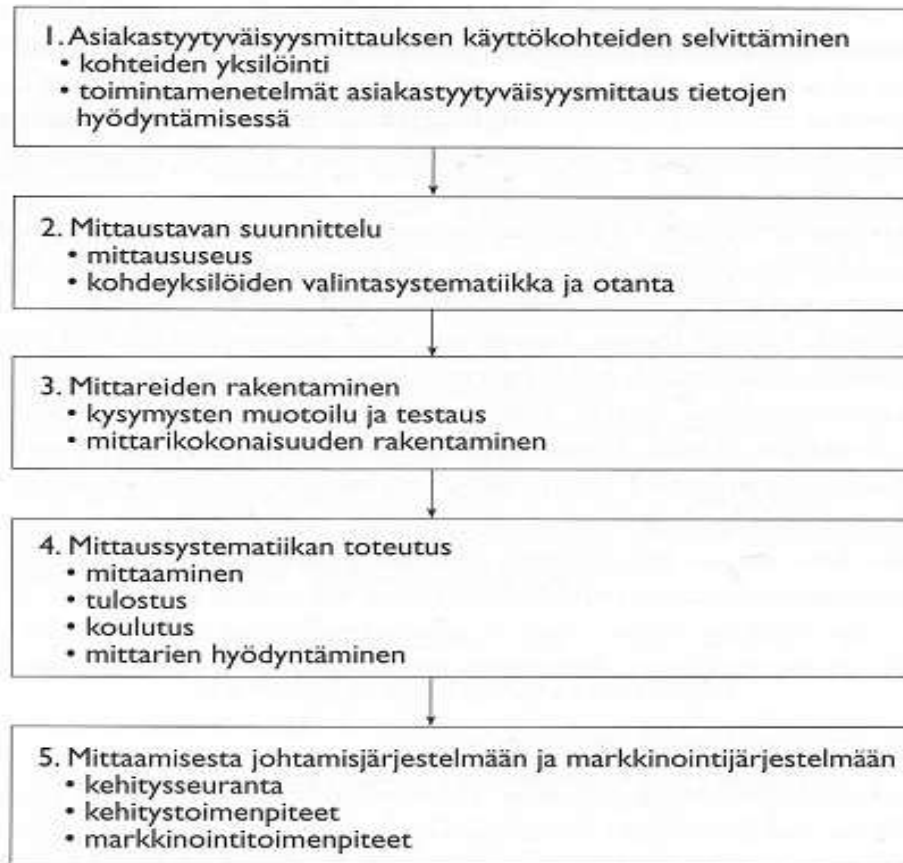 1. Asiakastyytyväisyysmittauksen käyttökohteiden selvittäminen
• kohteiden yksilöinti
• toimintamenetelmät asiakastyytyväisyysmittaus tietojen
hyödyntämisessä
2. Mittaustavan suunnittelu
• mittaususeus
• kohdeyksilöiden valintasystematiikka ja otanta
3. Mittareiden rakentaminen
• kysymysten muotoilu ja testaus
• mittarikokonaisuuden rakentaminen
4. Mittaussystematiikan toteutus
• mittaaminen
• tulostus
• koulutus
• mittarien hyödyntäminen
5. Mittaamisesta johtamisjärjestelmään ja markkinointijärjestelmään
• kehitysseuranta
• kehitystoimenpiteet
• markkinointitoimenpiteet